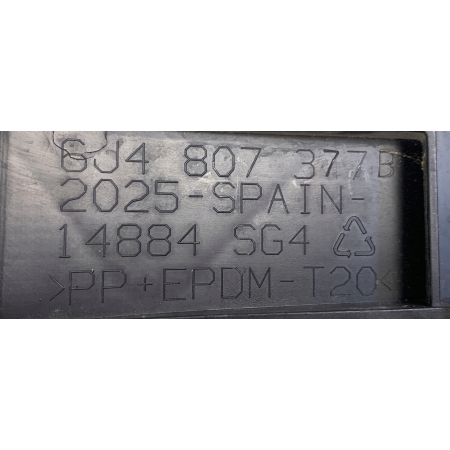 6J4 807 377B
2025-SPAIN-
14884 SG4
>PP+EPDM-T20<